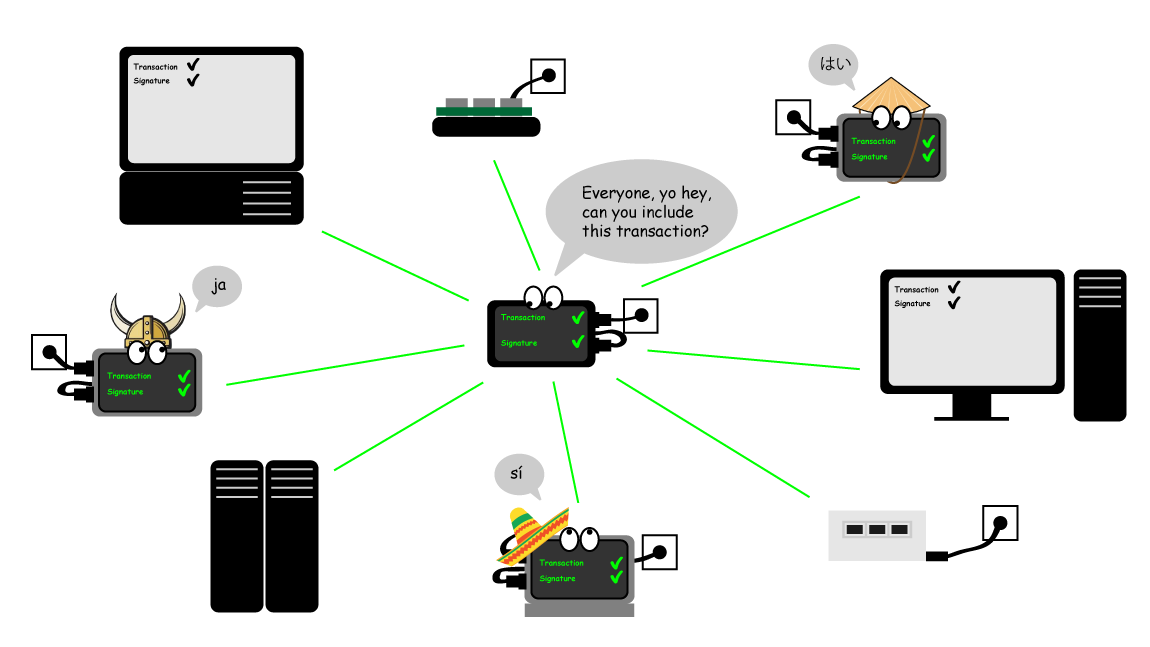 Transaction ✓
Signature ✓
はい
Transaction ✓
Signature ✓
Everyone, yo hey,
can you include
this transaction?
ja
Transaction ✓
Signature ✓
Transaction ✓
Signature ✓
Transaction ✓
Signature ✓
sí
Transaction ✓
Signature ✓